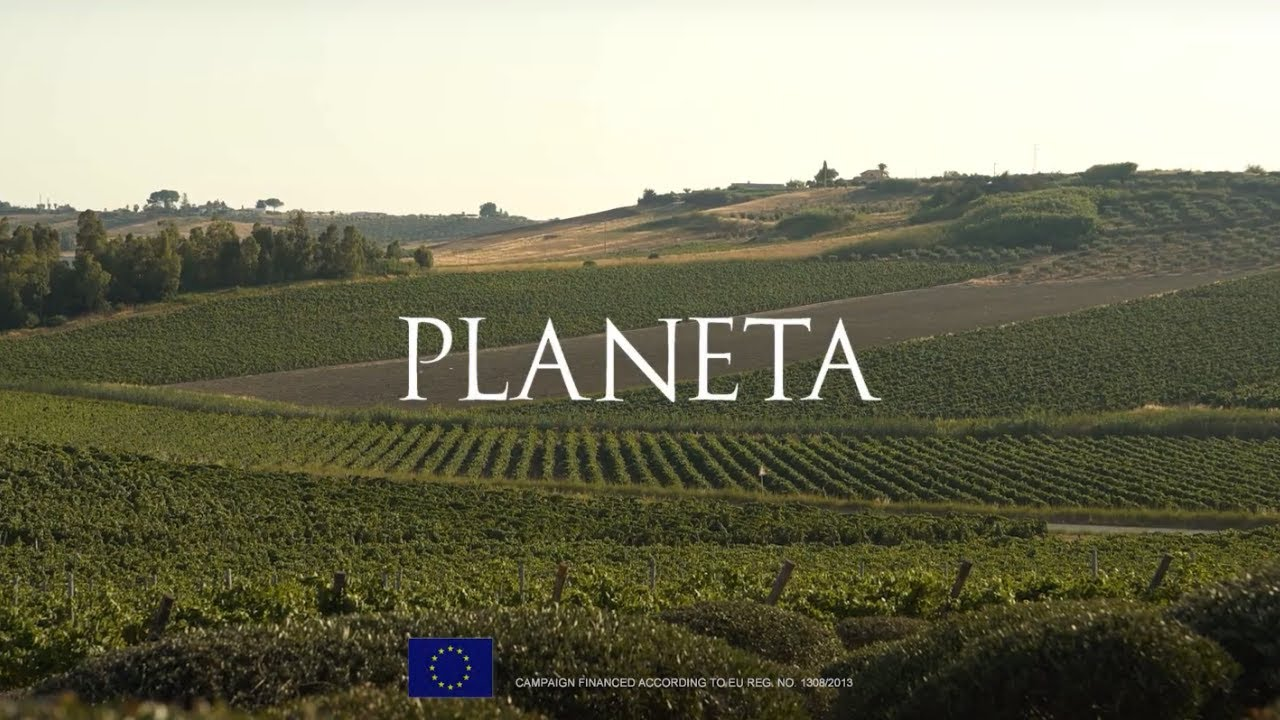 PLANETA
CAMPAIGN FINANCED ACCORDING TO EU REG. NO. 1308/2013